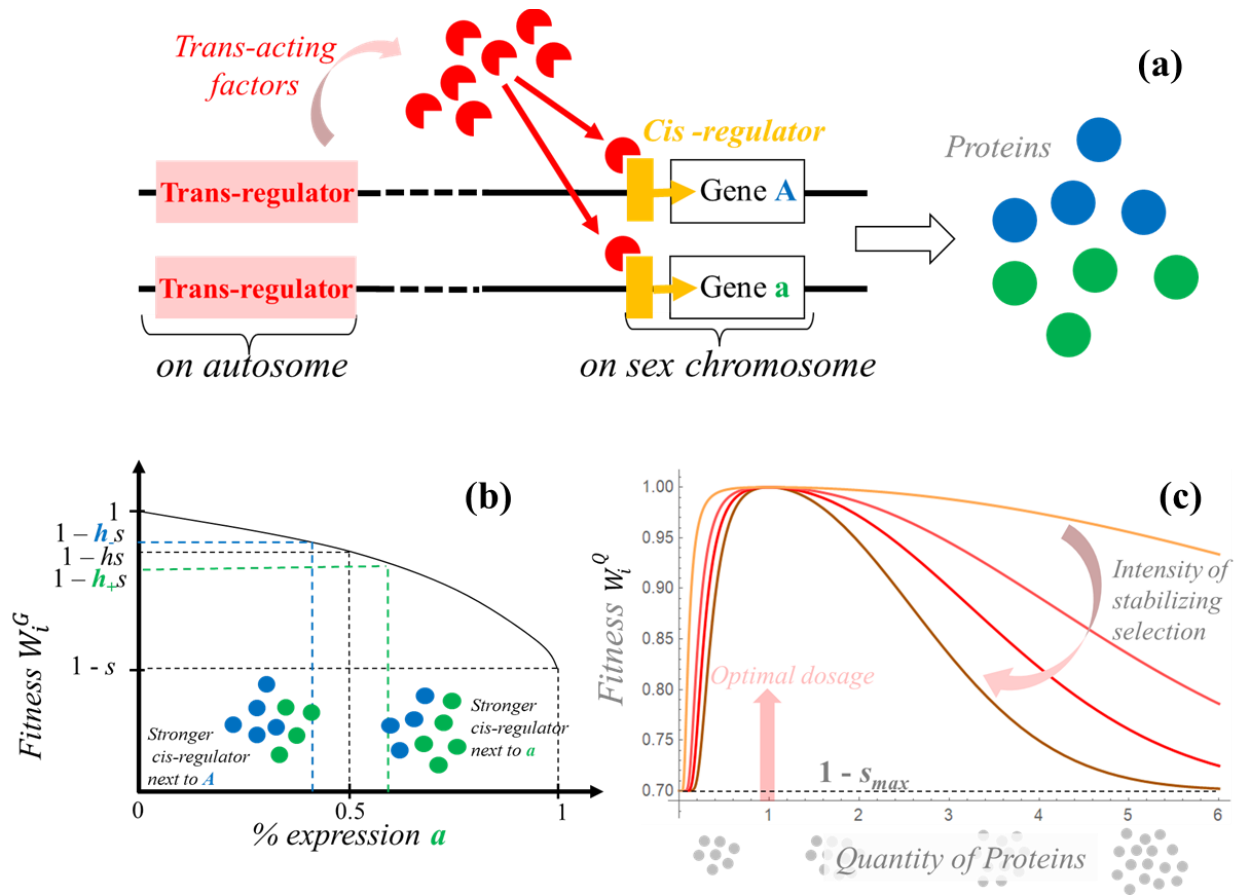 (a)
Trans-acting
factors
Cis -regulator
Proteins
Trans-regulator
Gene A
Trans-regulator
Gene a
on autosome
on sex chromosome
(b)
1
1 – h_s
1 – hs
1 – h+s
1 - s
Fitness W_i^G
Stronger
cis-regulator
next to A
Stronger
cis-regulator
next to a
0
0.5
1
% expression a
(c)
1.00
0.95
0.90
0.85
0.80
0.75
0.70
Fitness W_i^Q
Intensity of
stabilizing
selection
Optimal dosage
1 - s_max
1
2
3
4
5
6
Quantity of Proteins